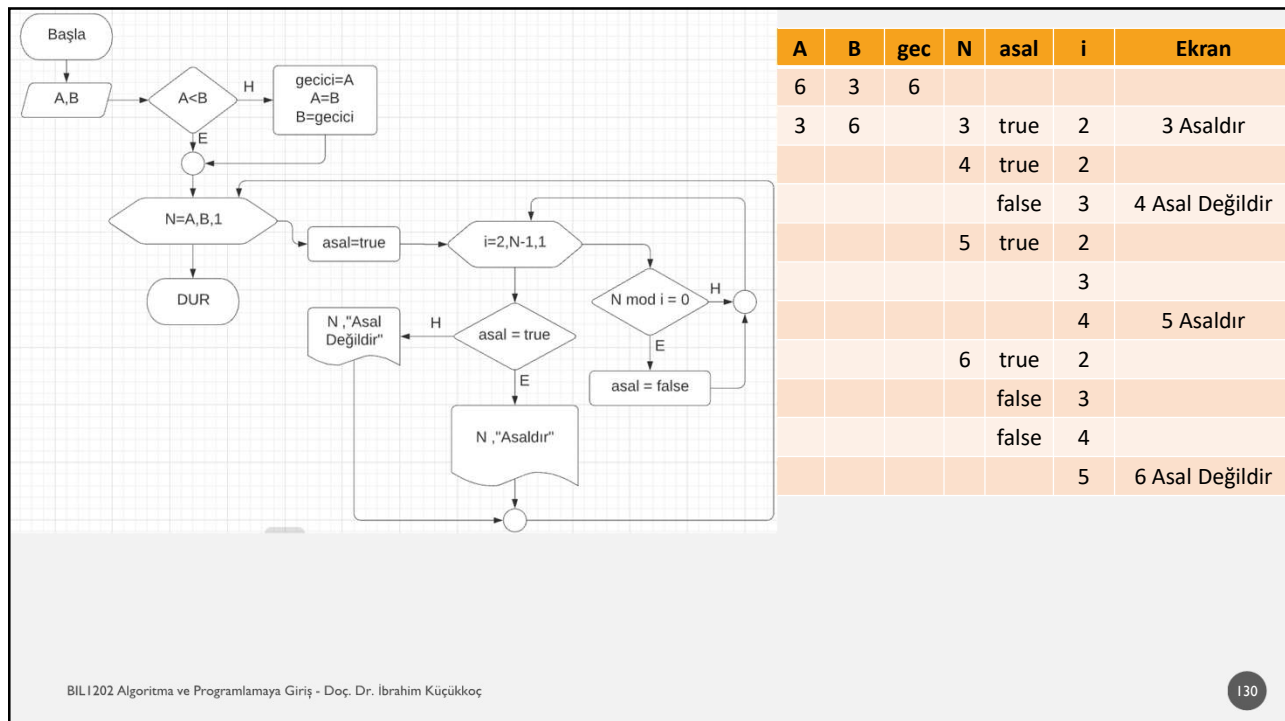 Başla
A,B
A<B
H
gecici=A
A=B
B=gecici
E
N=A,B,1
DUR
asal=true
i=2,N-1,1
N mod i = 0
H
E
asal = false
asal = true
H
N ,"Asal
Değildir"
E
N ,"Asaldır"
A B gec N asal i Ekran
6 3 6
3 6 3 true 2 3 Asaldır
4 true 2
false 3 4 Asal Değildir
5 true 2
3
4 5 Asaldır
6 true 2
false 3
false 4
5 6 Asal Değildir
BIL1202 Algoritma ve Programlamaya Giriş - Doç. Dr. İbrahim Küçükkoç
130